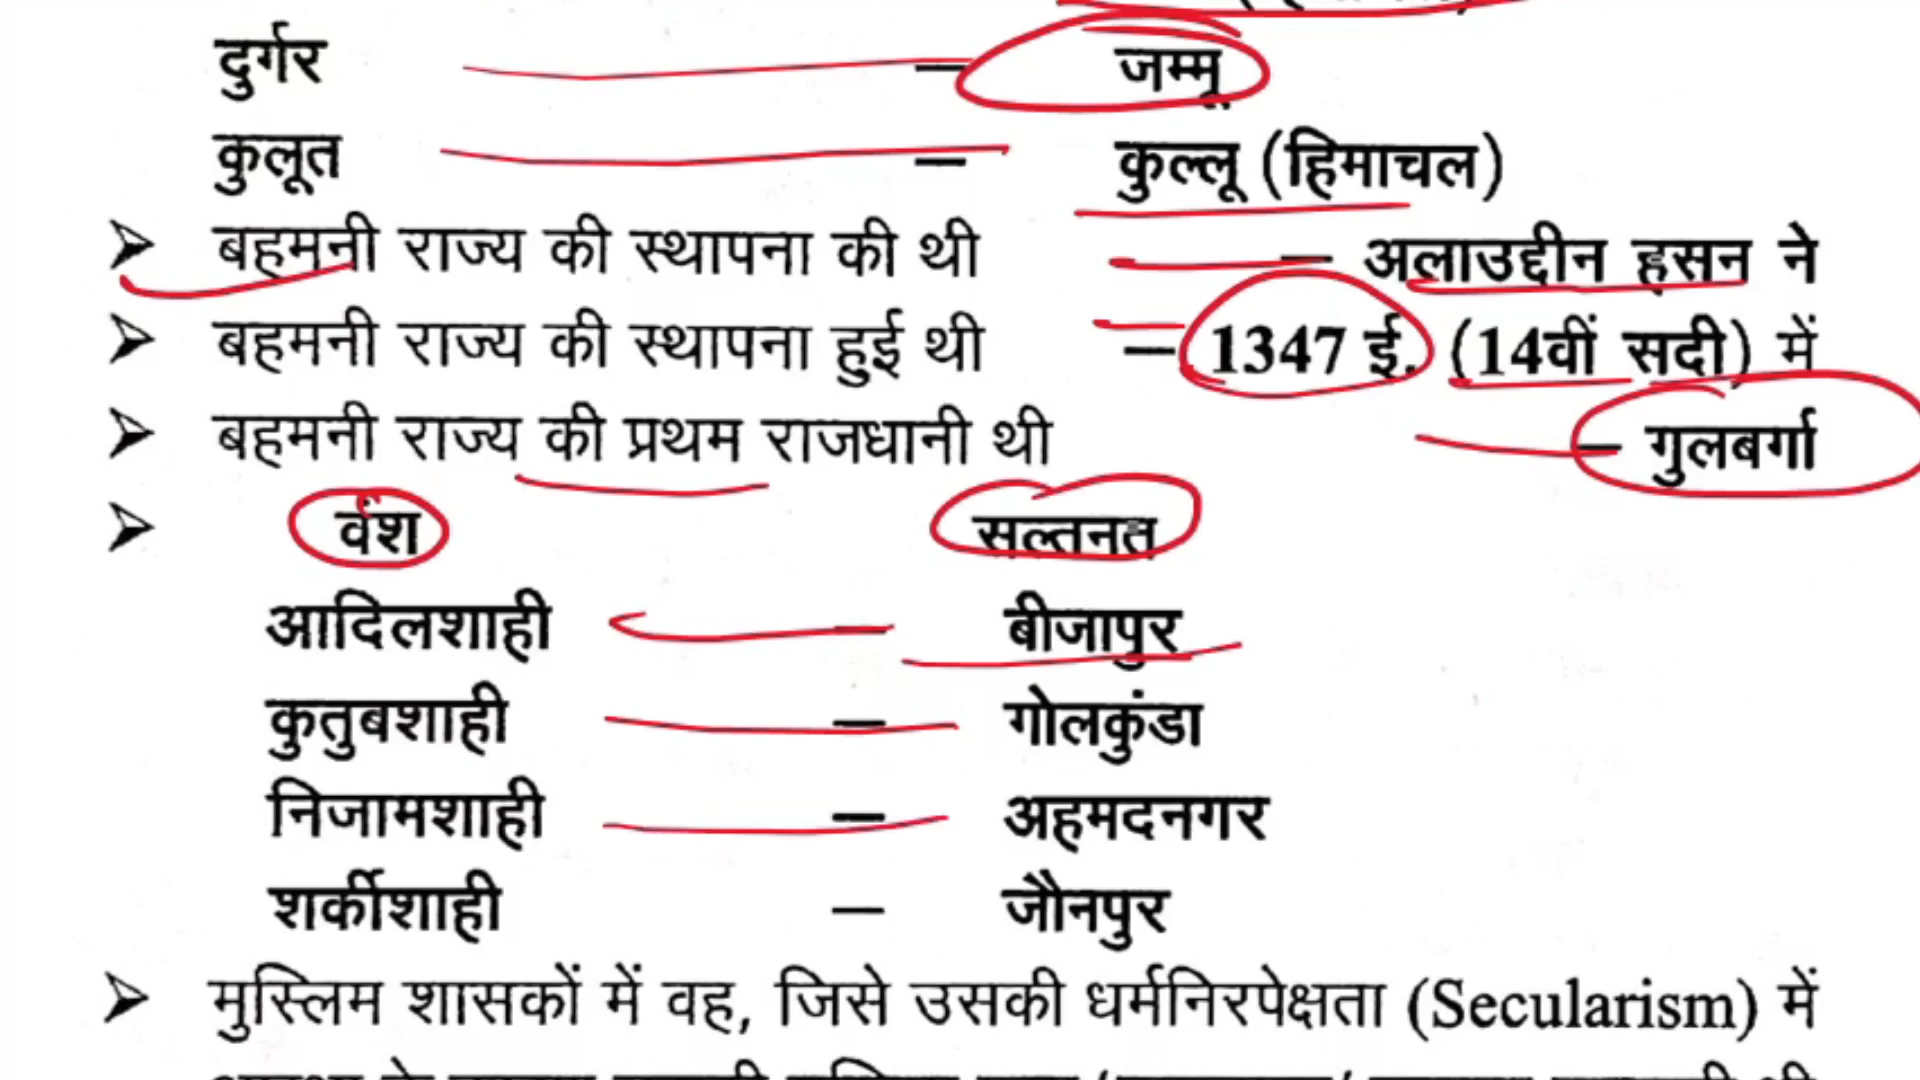 दुर्गर — जम्मू
कुलूत — कुल्लू (हिमाचल)
➢ बहमनी राज्य की स्थापना की थी — अलाउद्दीन हसन ने
➢ बहमनी राज्य की स्थापना हुई थी — 1347 ई. (14वीं सदी) में
➢ बहमनी राज्य की प्रथम राजधानी थी — गुलबर्गा
➢ वंश सल्तनत
आदिलशाही — बीजापुर
कुतुबशाही — गोलकुंडा
निजामशाही — अहमदनगर
शर्कीशाही — जौनपुर
➢ मुस्लिम शासकों में वह, जिसे उसकी धर्मनिरपेक्षता (Secularism) में